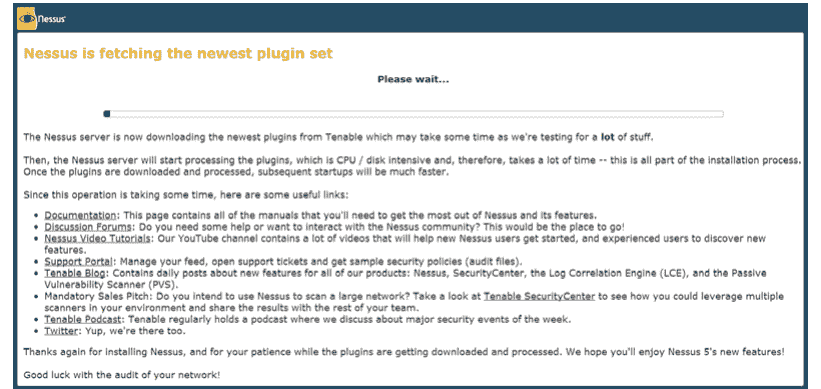 Nessus
Nessus is fetching the newest plugin set
Please wait...
The Nessus server is now downloading the newest plugins from Tenable which may take some time as we're testing for a lot of stuff.
Then, the Nessus server will start processing the plugins, which is CPU / disk intensive and, therefore, takes a lot of time -- this is all part of the installation process.
Once the plugins are downloaded and processed, subsequent startups will be much faster.
Since this operation is taking some time, here are some useful links:
• Documentation: This page contains all of the manuals that you'll need to get the most out of Nessus and its features.
• Discussion Forums: Do you need some help or want to interact with the Nessus community? This would be the place to go!
• Nessus Video Tutorials: Our YouTube channel contains a lot of videos that will help new Nessus users get started, and experienced users to discover new
features.
• Support Portal: Manage your feed, open support tickets and get sample security policies (audit files).
• Tenable Blog: Contains daily posts about new features for all of our products: Nessus, SecurityCenter, the Log Correlation Engine (LCE), and the Passive
Vulnerability Scanner (PVS).
• Mandatory Sales Pitch: Do you intend to use Nessus to scan a large network? Take a look at Tenable SecurityCenter to see how you could leverage multiple
scanners in your environment and share the results with the rest of your team.
• Tenable Podcast: Tenable regularly holds a podcast where we discuss about major security events of the week.
• Twitter: Yup, we're there too.
Thanks again for installing Nessus, and for your patience while the plugins are getting downloaded and processed. We hope you'll enjoy Nessus 5's new features!
Good luck with the audit of your network!